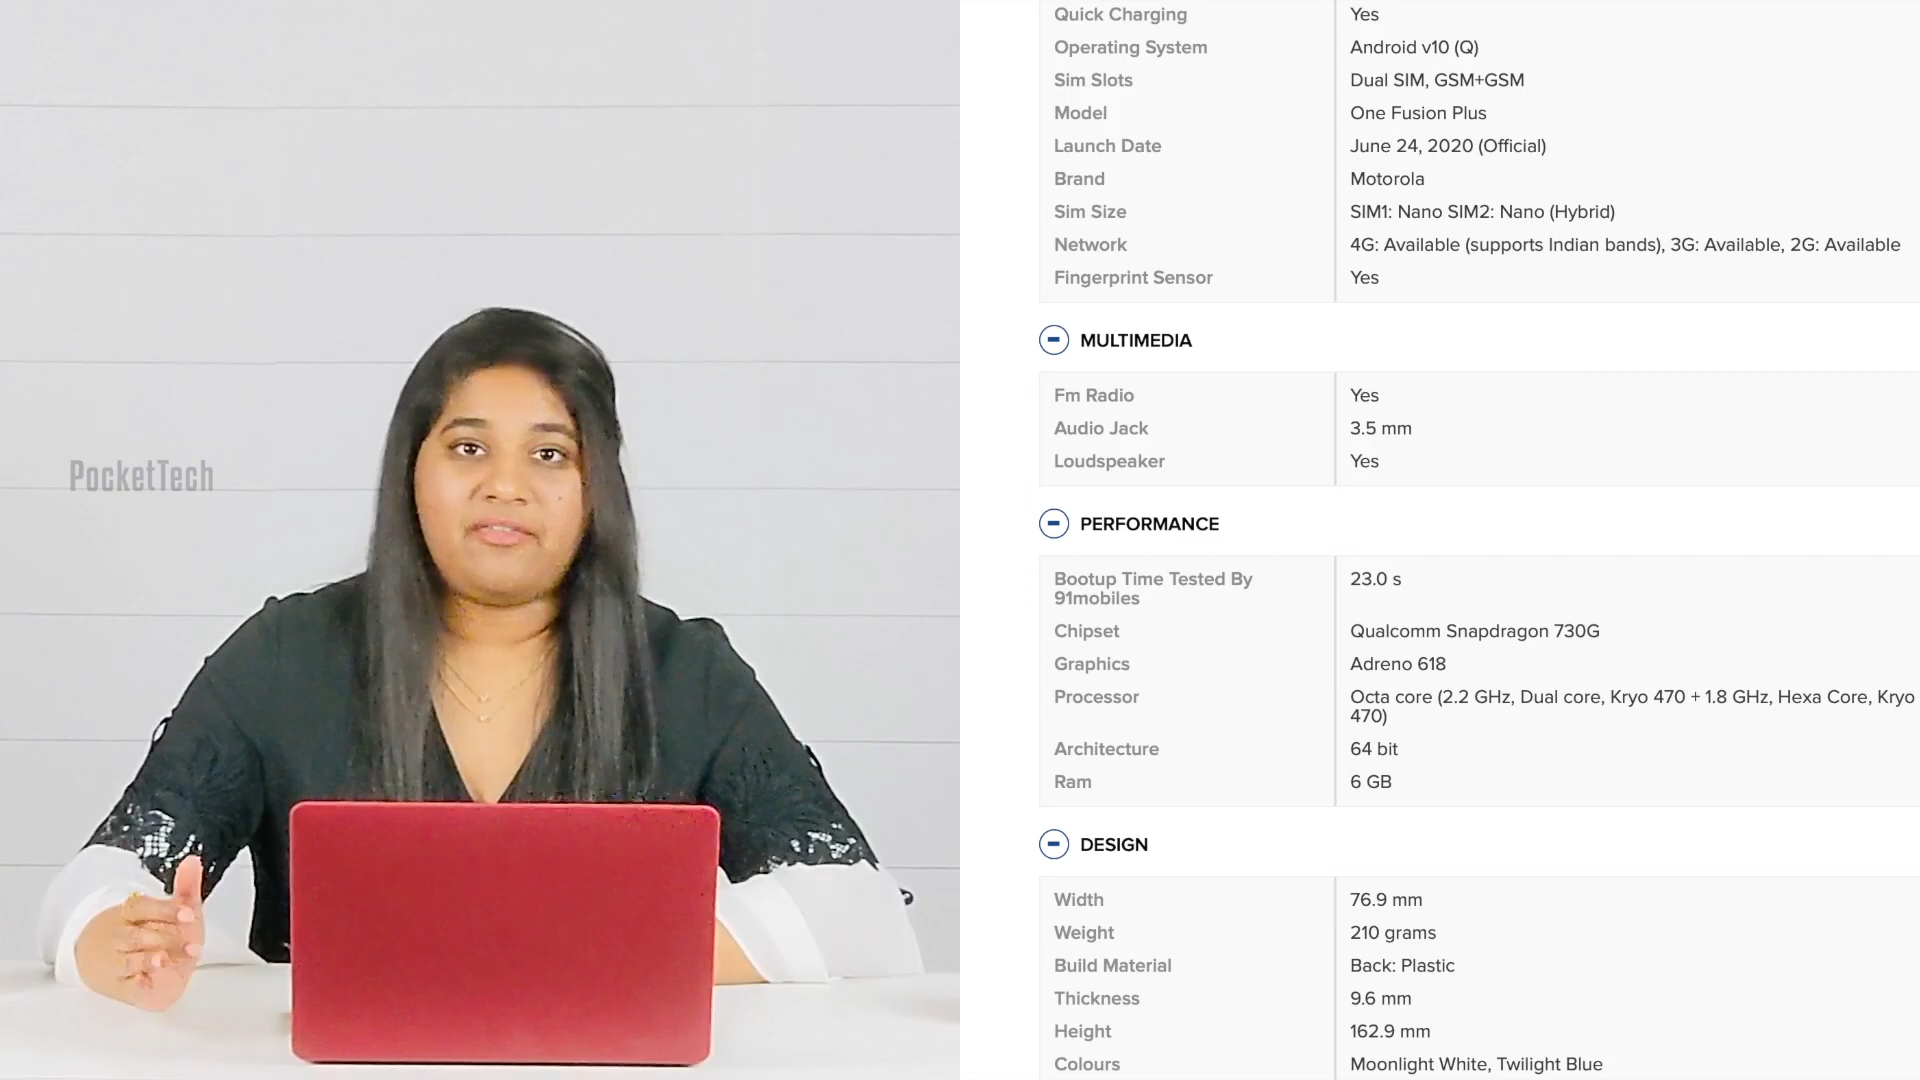 PocketTech
Quick Charging Yes
Operating System Android v10 (Q)
Sim Slots Dual SIM, GSM+GSM
Model One Fusion Plus
Launch Date June 24, 2020 (Official)
Brand Motorola
Sim Size SIM1: Nano SIM2: Nano (Hybrid)
Network 4G: Available (supports Indian bands), 3G: Available, 2G: Available
Fingerprint Sensor Yes
MULTIMEDIA
Fm Radio Yes
Audio Jack 3.5 mm
Loudspeaker Yes
PERFORMANCE
Bootup Time Tested By 23.0 s
91mobiles
Chipset Qualcomm Snapdragon 730G
Graphics Adreno 618
Processor Octa core (2.2 GHz, Dual core, Kryo 470 + 1.8 GHz, Hexa Core, Kryo
470)
Architecture 64 bit
Ram 6 GB
DESIGN
Width 76.9 mm
Weight 210 grams
Build Material Back: Plastic
Thickness 9.6 mm
Height 162.9 mm
Colours Moonlight White, Twilight Blue